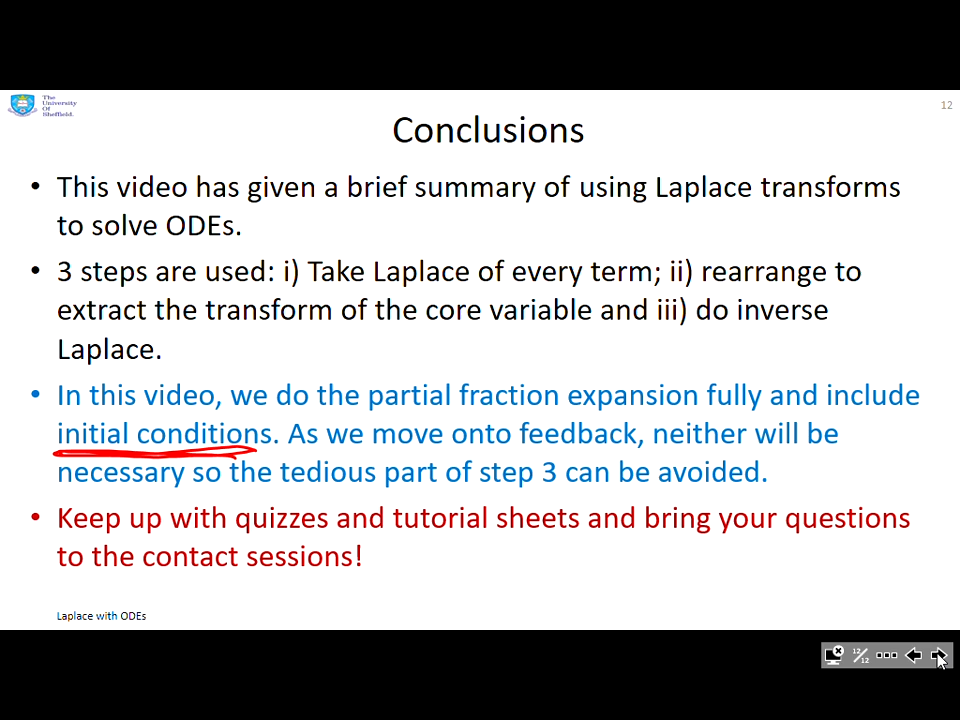 The
University
Of
Sheffield.
12
Conclusions
• This video has given a brief summary of using Laplace transforms
to solve ODEs.
• 3 steps are used: i) Take Laplace of every term; ii) rearrange to
extract the transform of the core variable and iii) do inverse
Laplace.
• In this video, we do the partial fraction expansion fully and include
initial conditions. As we move onto feedback, neither will be
necessary so the tedious part of step 3 can be avoided.
• Keep up with quizzes and tutorial sheets and bring your questions
to the contact sessions!
Laplace with ODEs
12/12